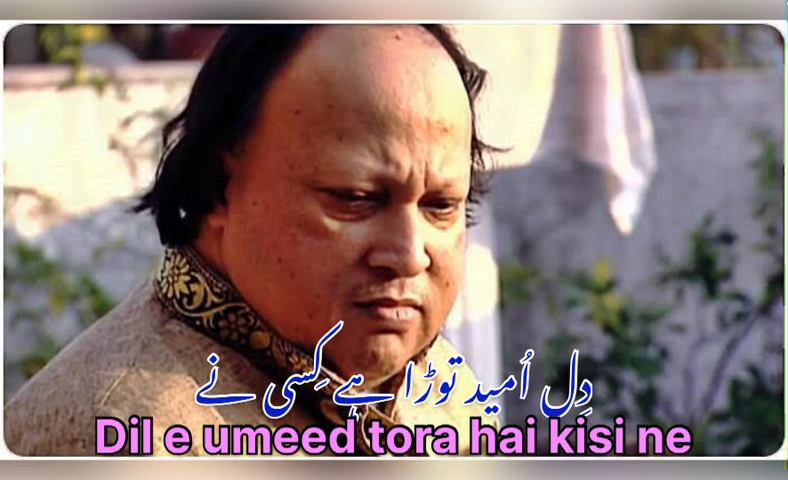 دِل اُمید توڑا ہے کِسی نے
Dil e umeed tora hai kisi ne